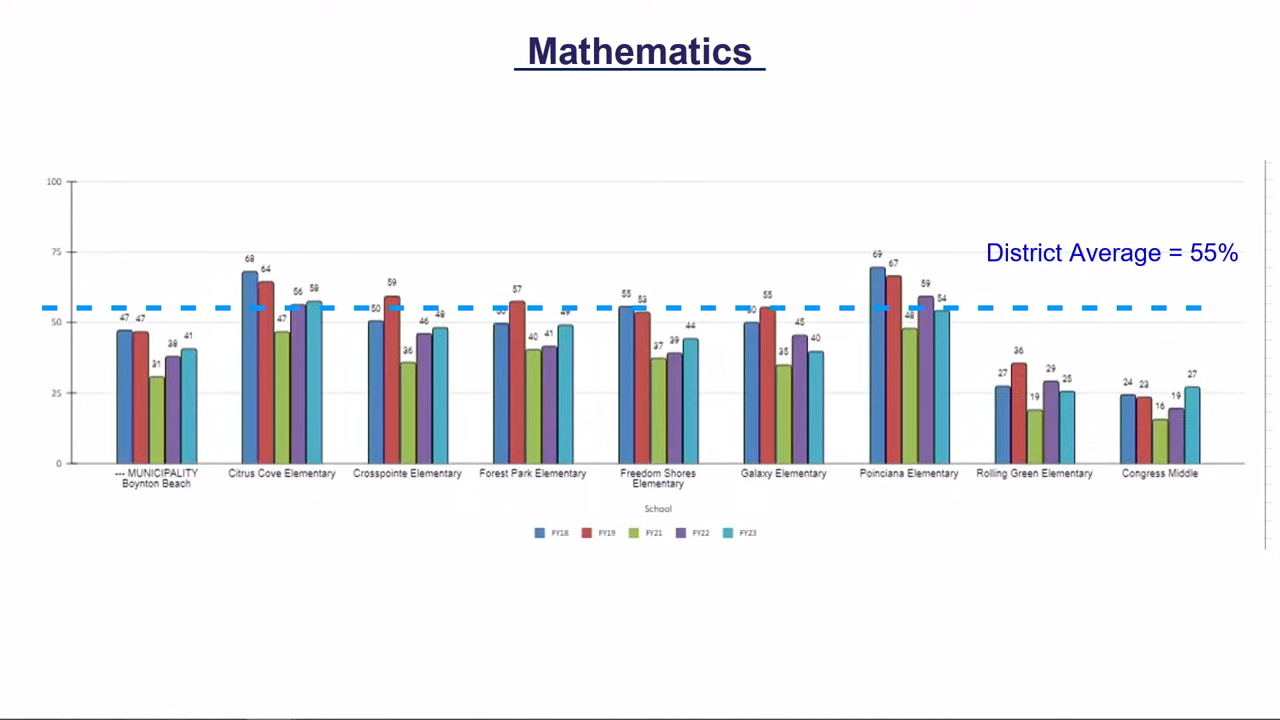 Mathematics
100
75
50
25
0
District Average = 55%
47 47 31 38 41
68 64 47 56 58
50 59 36 46 48
57 40 41 49
55 53 37 39 44
55 35 45 40
69 67 48 59 54
27 36 19 29 25
24 23 16 19 27
--- MUNICIPALITY
Boynton Beach
Citrus Cove Elementary
Crosspointe Elementary
Forest Park Elementary
Freedom Shores
Elementary
Galaxy Elementary
Poinciana Elementary
Rolling Green Elementary
Congress Middle
School
FY18 FY19 FY21 FY22 FY23